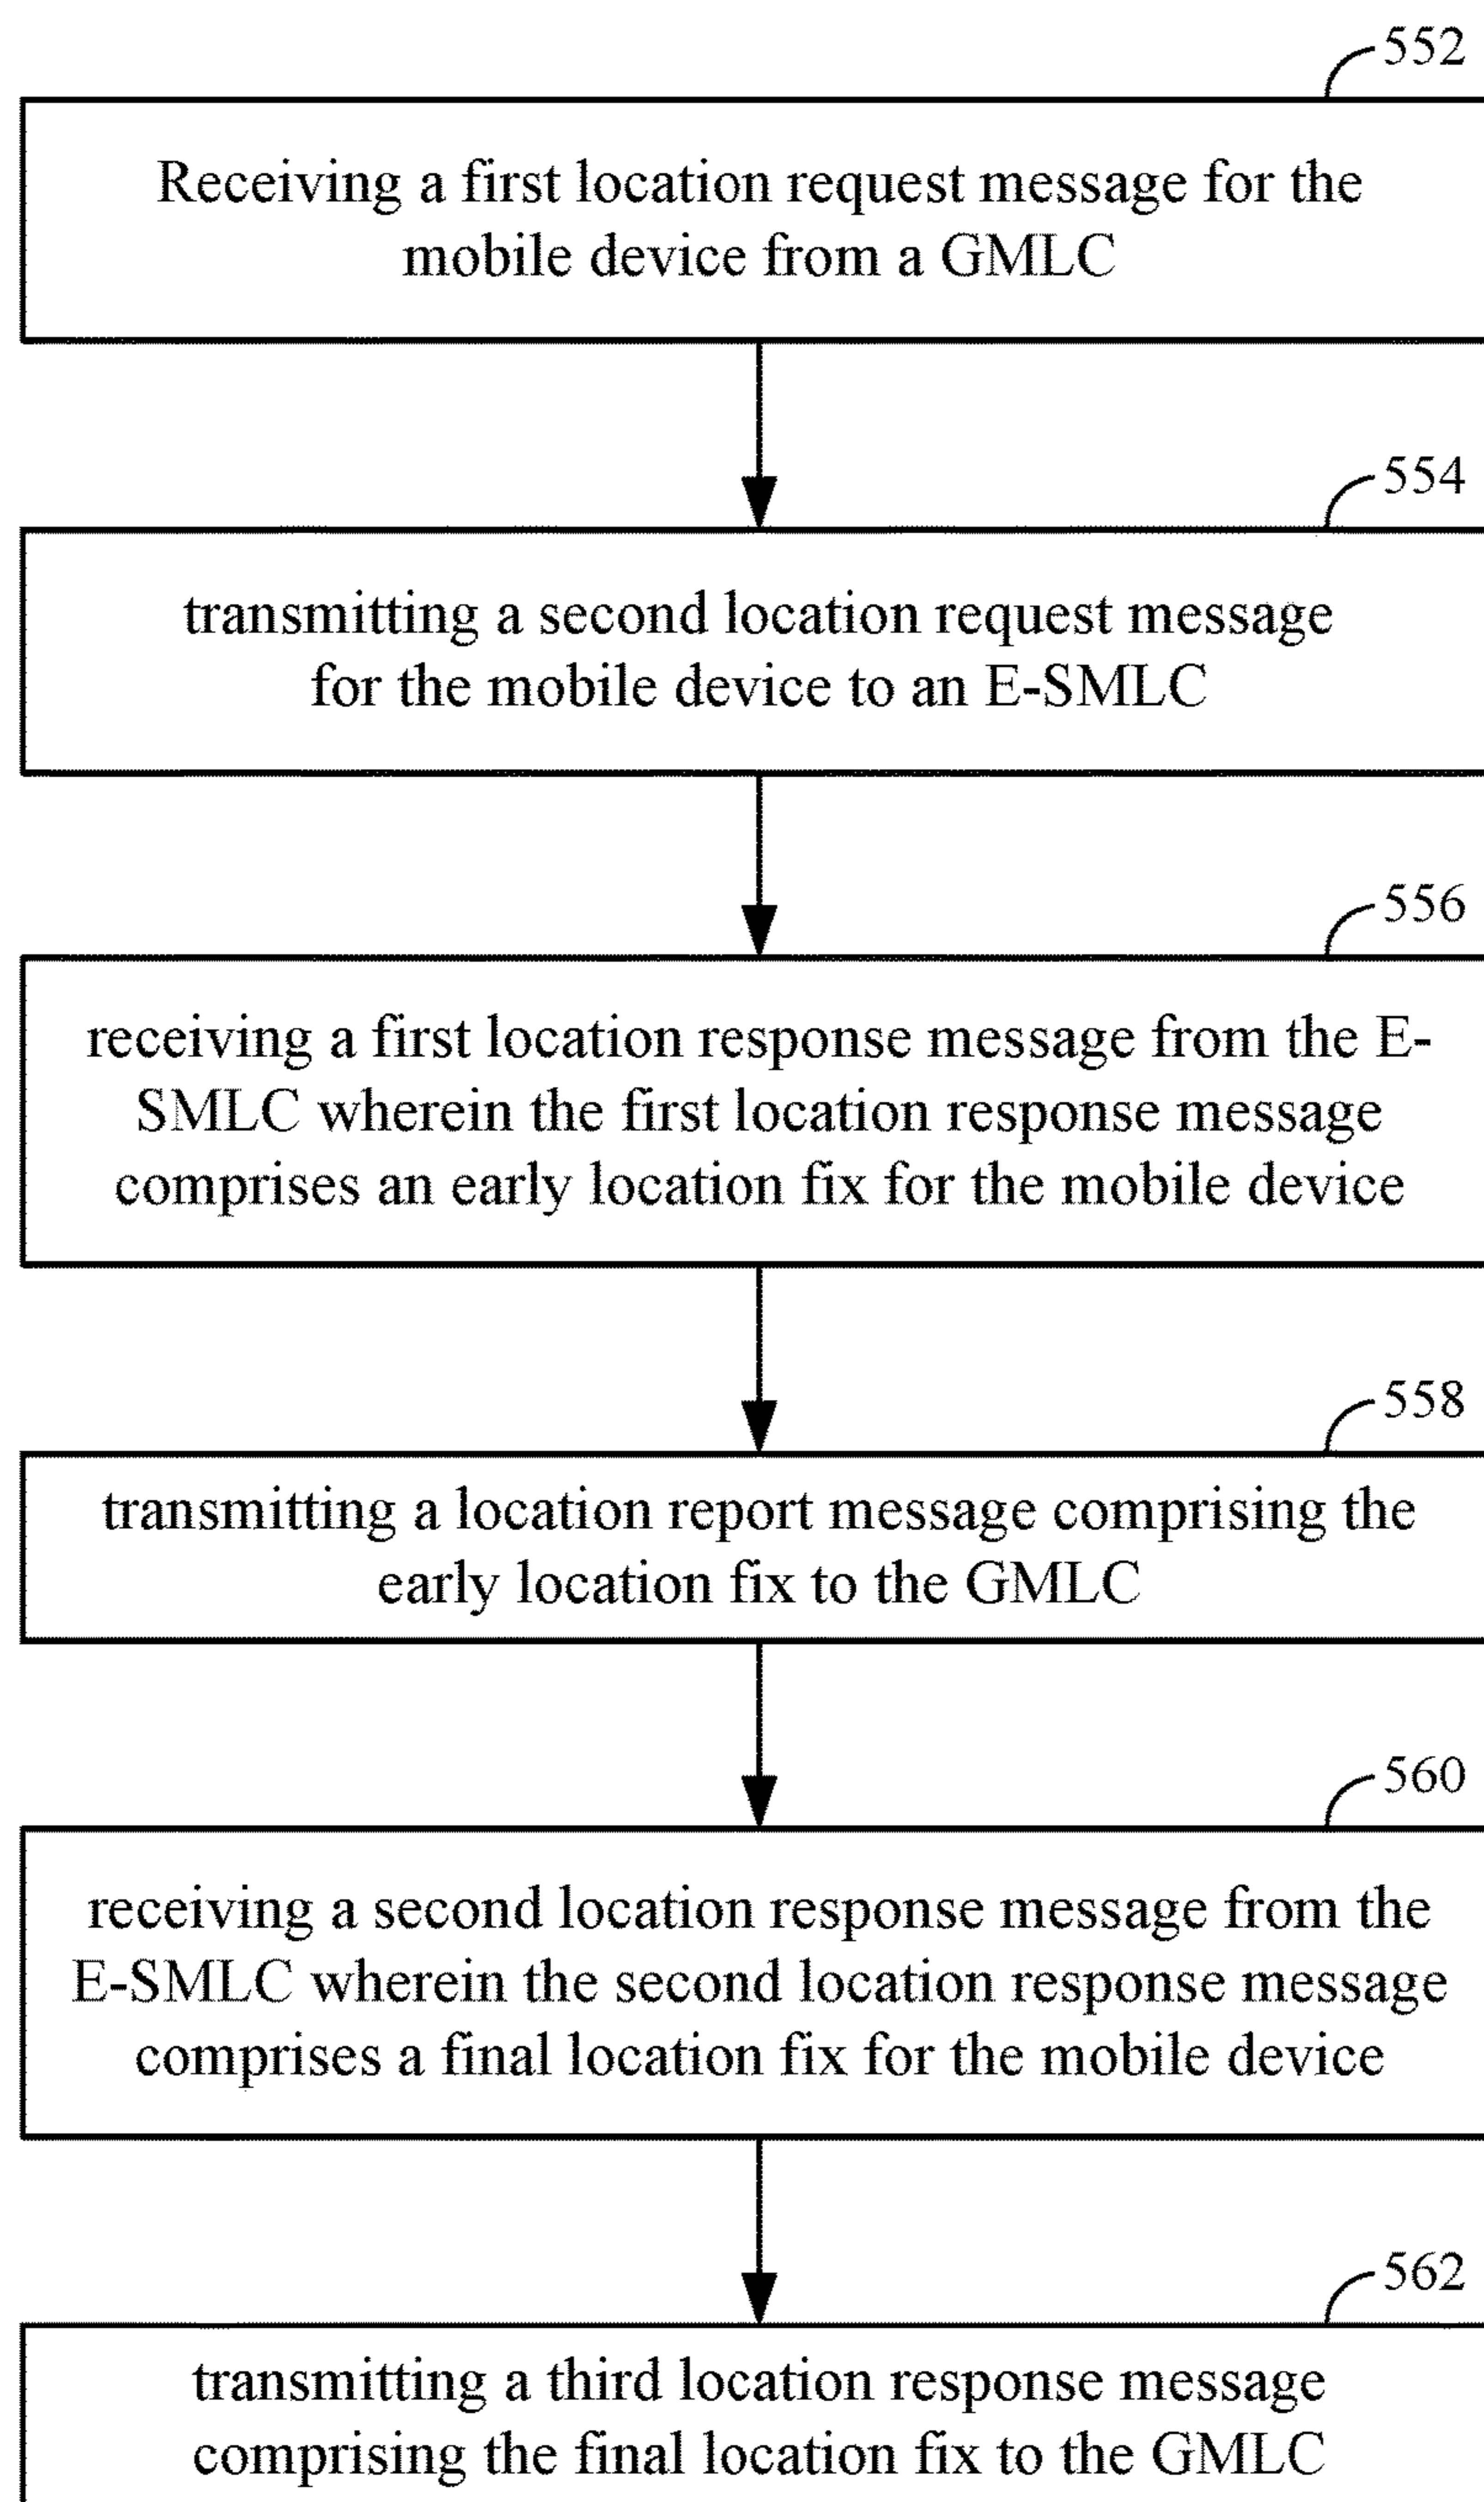 552
Receiving a first location request message for the
mobile device from a GMLC
554
transmitting a second location request message
for the mobile device to an E-SMLC
556
receiving a first location response message from the E-
SMLC wherein the first location response message
comprises an early location fix for the mobile device
558
transmitting a location report message comprising the
early location fix to the GMLC
560
receiving a second location response message from the
E-SMLC wherein the second location response message
comprises a final location fix for the mobile device
562
transmitting a third location response message
comprising the final location fix to the GMLC